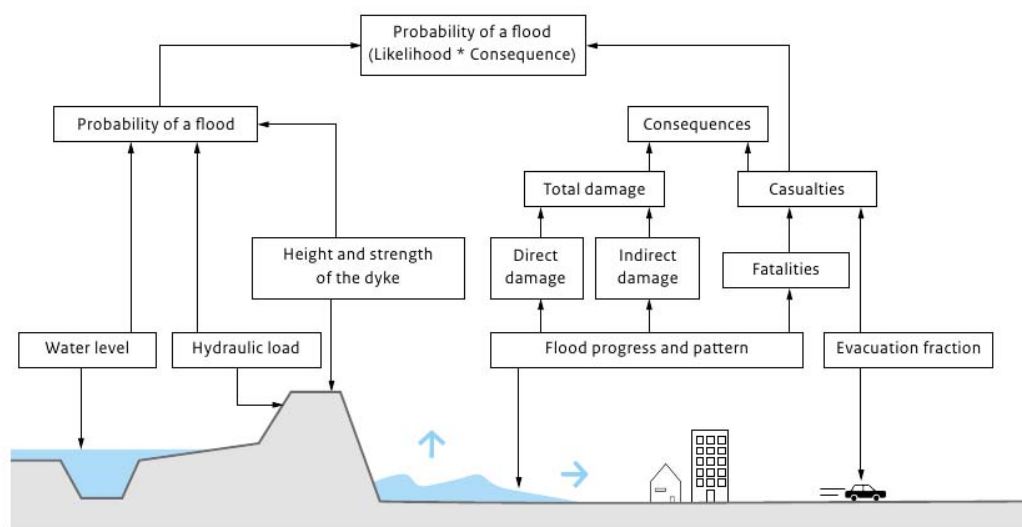 Probability of a flood
(Likelihood * Consequence)
Probability of a flood
Consequences
Total damage
Casualties
Height and strength
of the dyke
Direct
damage
Indirect
damage
Fatalities
Water level
Hydraulic load
Flood progress and pattern
Evacuation fraction